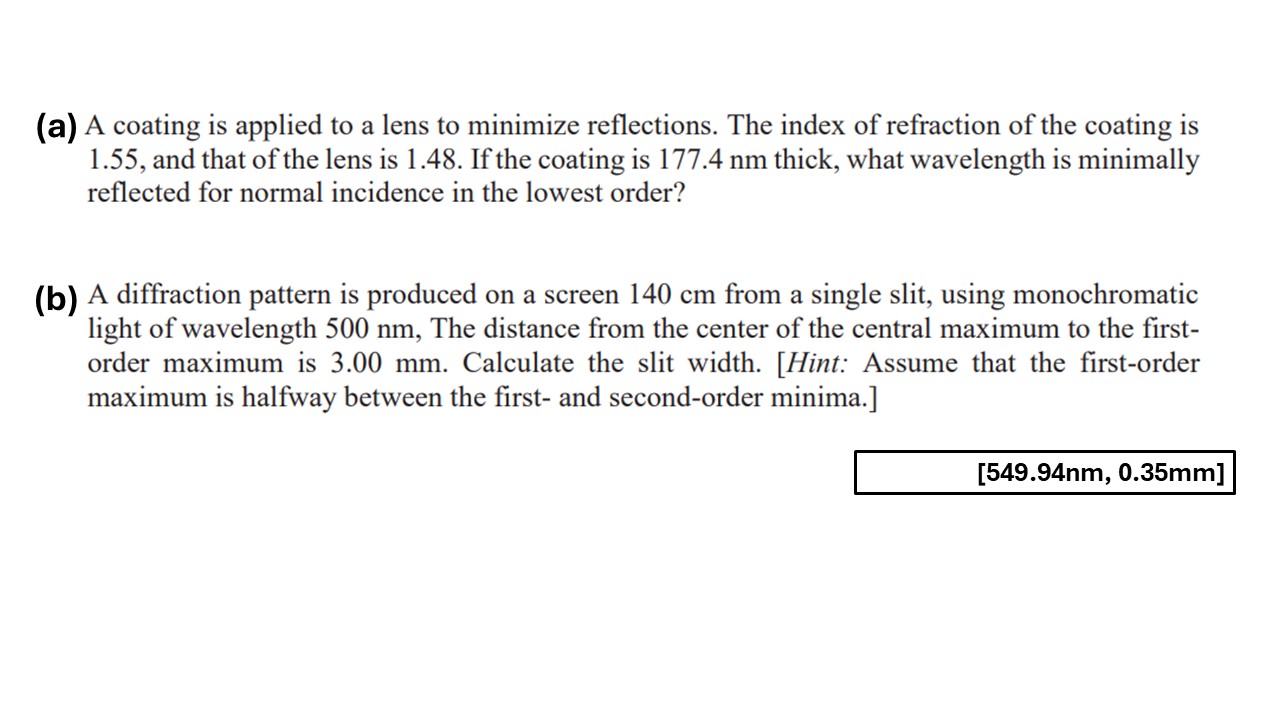 (a) A coating is applied to a lens to minimize reflections. The index of refraction of the coating is
1.55, and that of the lens is 1.48. If the coating is 177.4 nm thick, what wavelength is minimally
reflected for normal incidence in the lowest order?
(b) A diffraction pattern is produced on a screen 140 cm from a single slit, using monochromatic
light of wavelength 500 nm, The distance from the center of the central maximum to the first-
order maximum is 3.00 mm. Calculate the slit width. [Hint: Assume that the first-order
maximum is halfway between the first- and second-order minima.]
[549.94nm, 0.35mm]